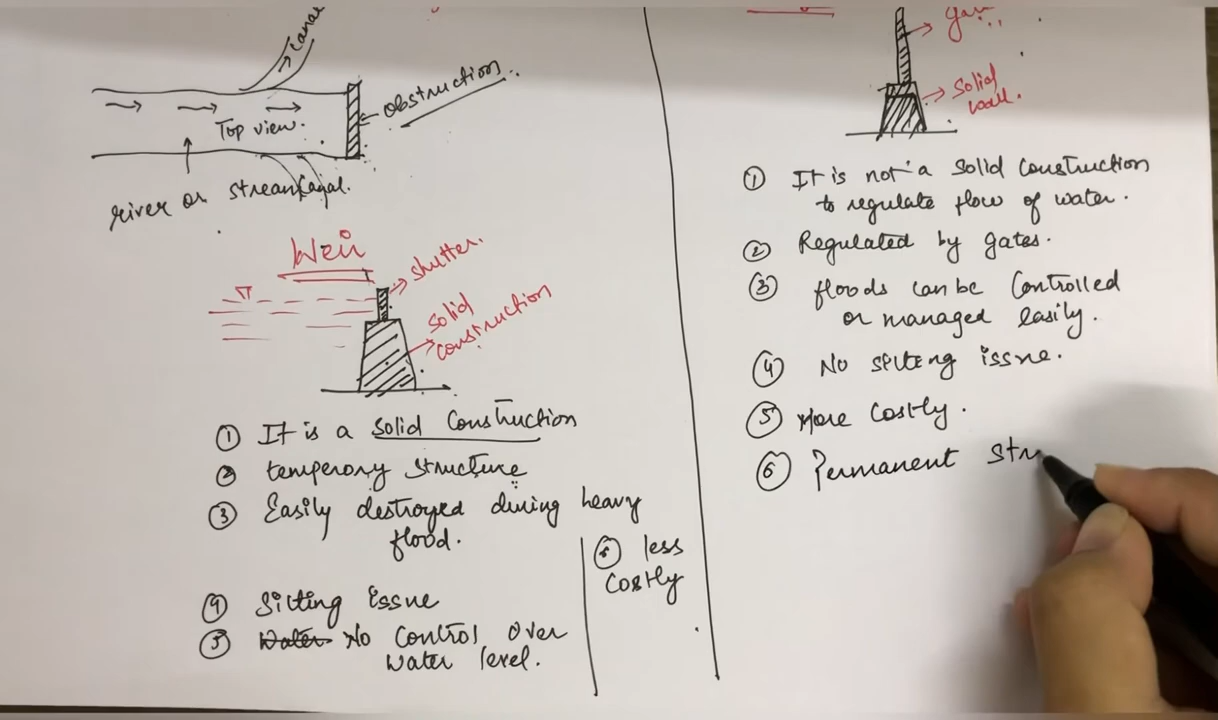 canal
obstruction.
Top view.
river or stream
canal.
Weir
shutter.
solid
construction
① It is a solid Construction
② temperory structure
③ Easily destroyed during heavy
flood.
④ Silting Issue
⑤ Water No Control Over
Water level.
⑥ less
Costly
solid
wall.
① It is not a solid Construction
to regulate flow of water.
② Regulated by gates.
③ floods can be Controlled
or managed easily.
④ No silting issue.
⑤ More Costly.
⑥ Permanent Str